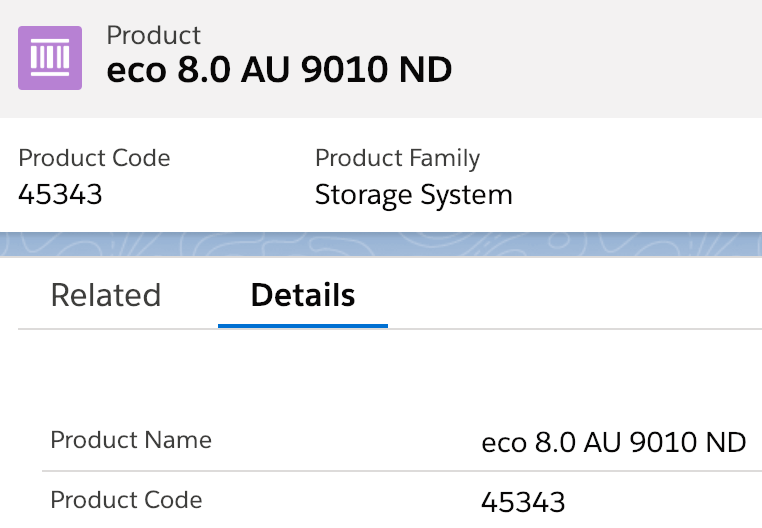 Product
eco 8.0 AU 9010 ND
Product Code
Product Family
45343
Storage System
Related
Details
Product Name
eco 8.0 AU 9010 ND
Product Code
45343